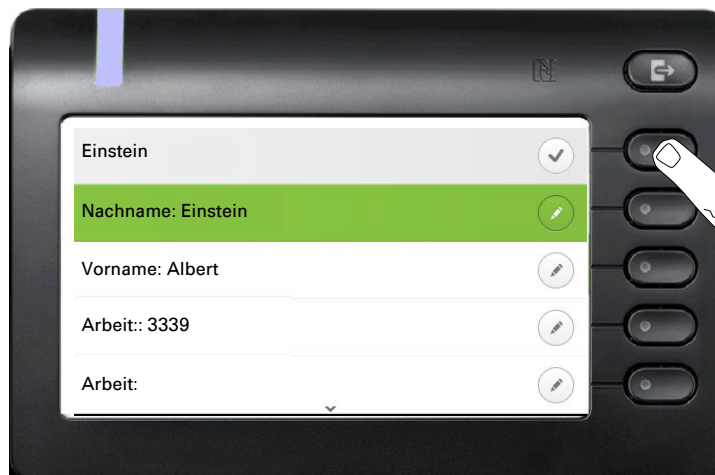 Einstein
Nachname: Einstein
Vorname: Albert
Arbeit:: 3339
Arbeit: